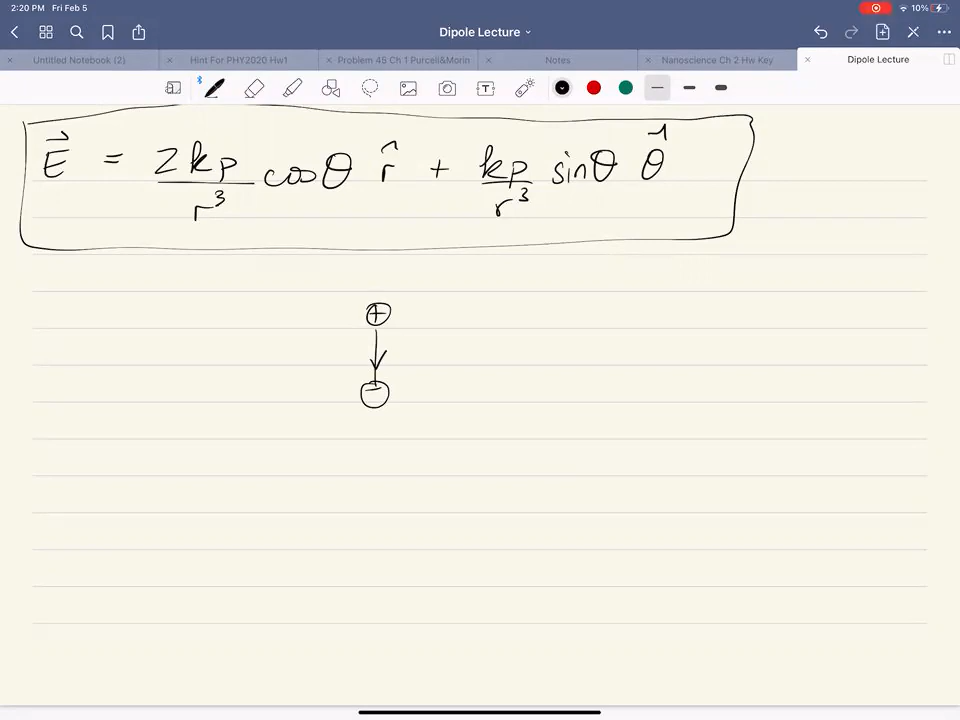 2:20 PM Fri Feb 5 10%
Dipole Lecture
Untitled Notebook (2) Hint For PHY2020 Hw1 Problem 45 Ch 1 Purcell&Morin Notes Nanoscience Ch 2 Hw Key Dipole Lecture
E⃗ = 2kp/r³ cosθ r̂ + kp/r³ sinθ θ̂
+
−